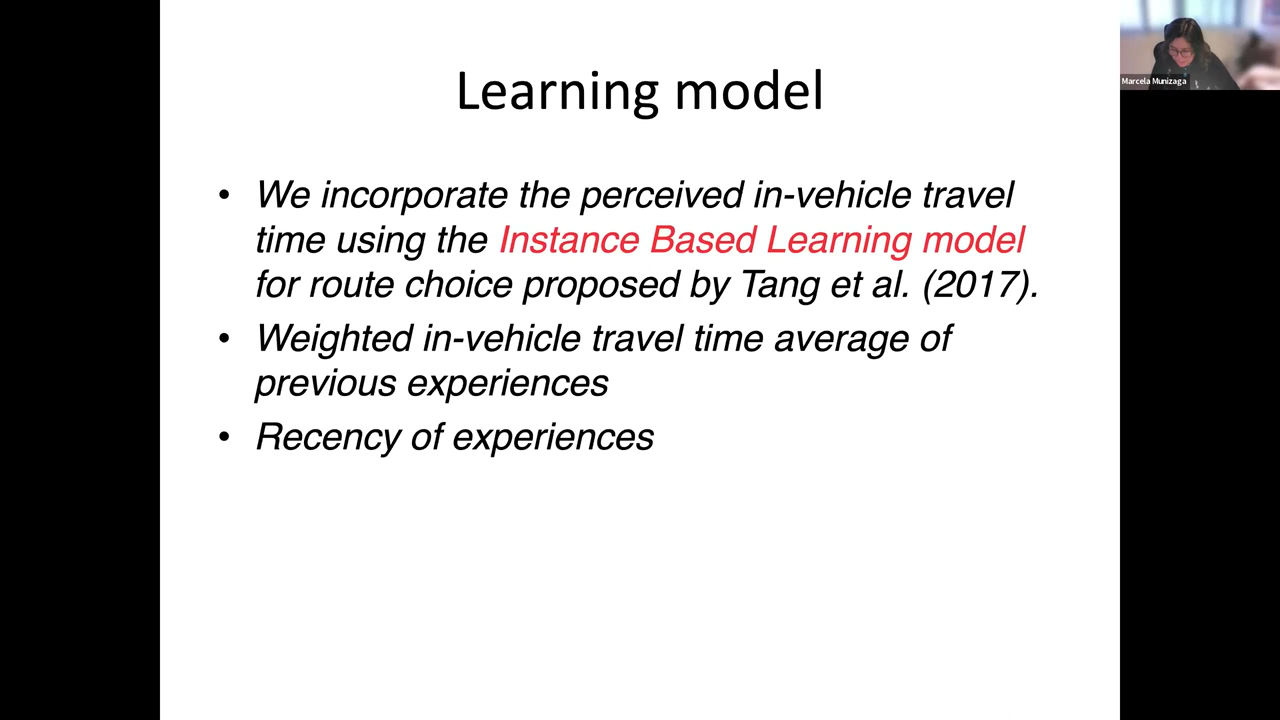 Learning model
Marcela Munizaga
• We incorporate the perceived in-vehicle travel
time using the Instance Based Learning model
for route choice proposed by Tang et al. (2017).
• Weighted in-vehicle travel time average of
previous experiences
• Recency of experiences